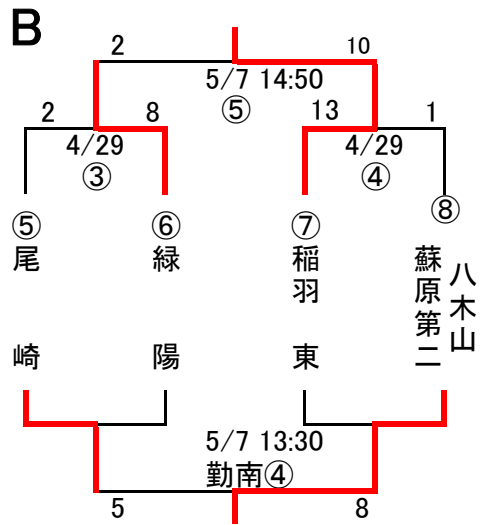 B
2 10
5/7 14:50
⑤
2 8 13 1
4/29 4/29
③ ④
⑤ ⑥ ⑦ ⑧
尾崎
緑陽
稲羽東
蘇原第二
八木山
5/7 13:30
勤南④
5 8